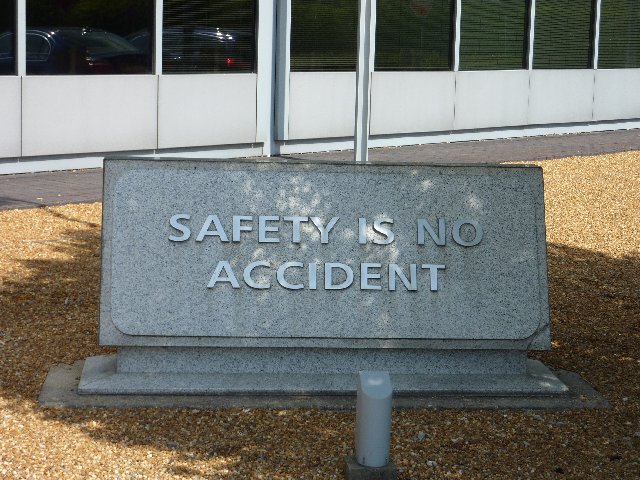 SAFETY IS NO
ACCIDENT